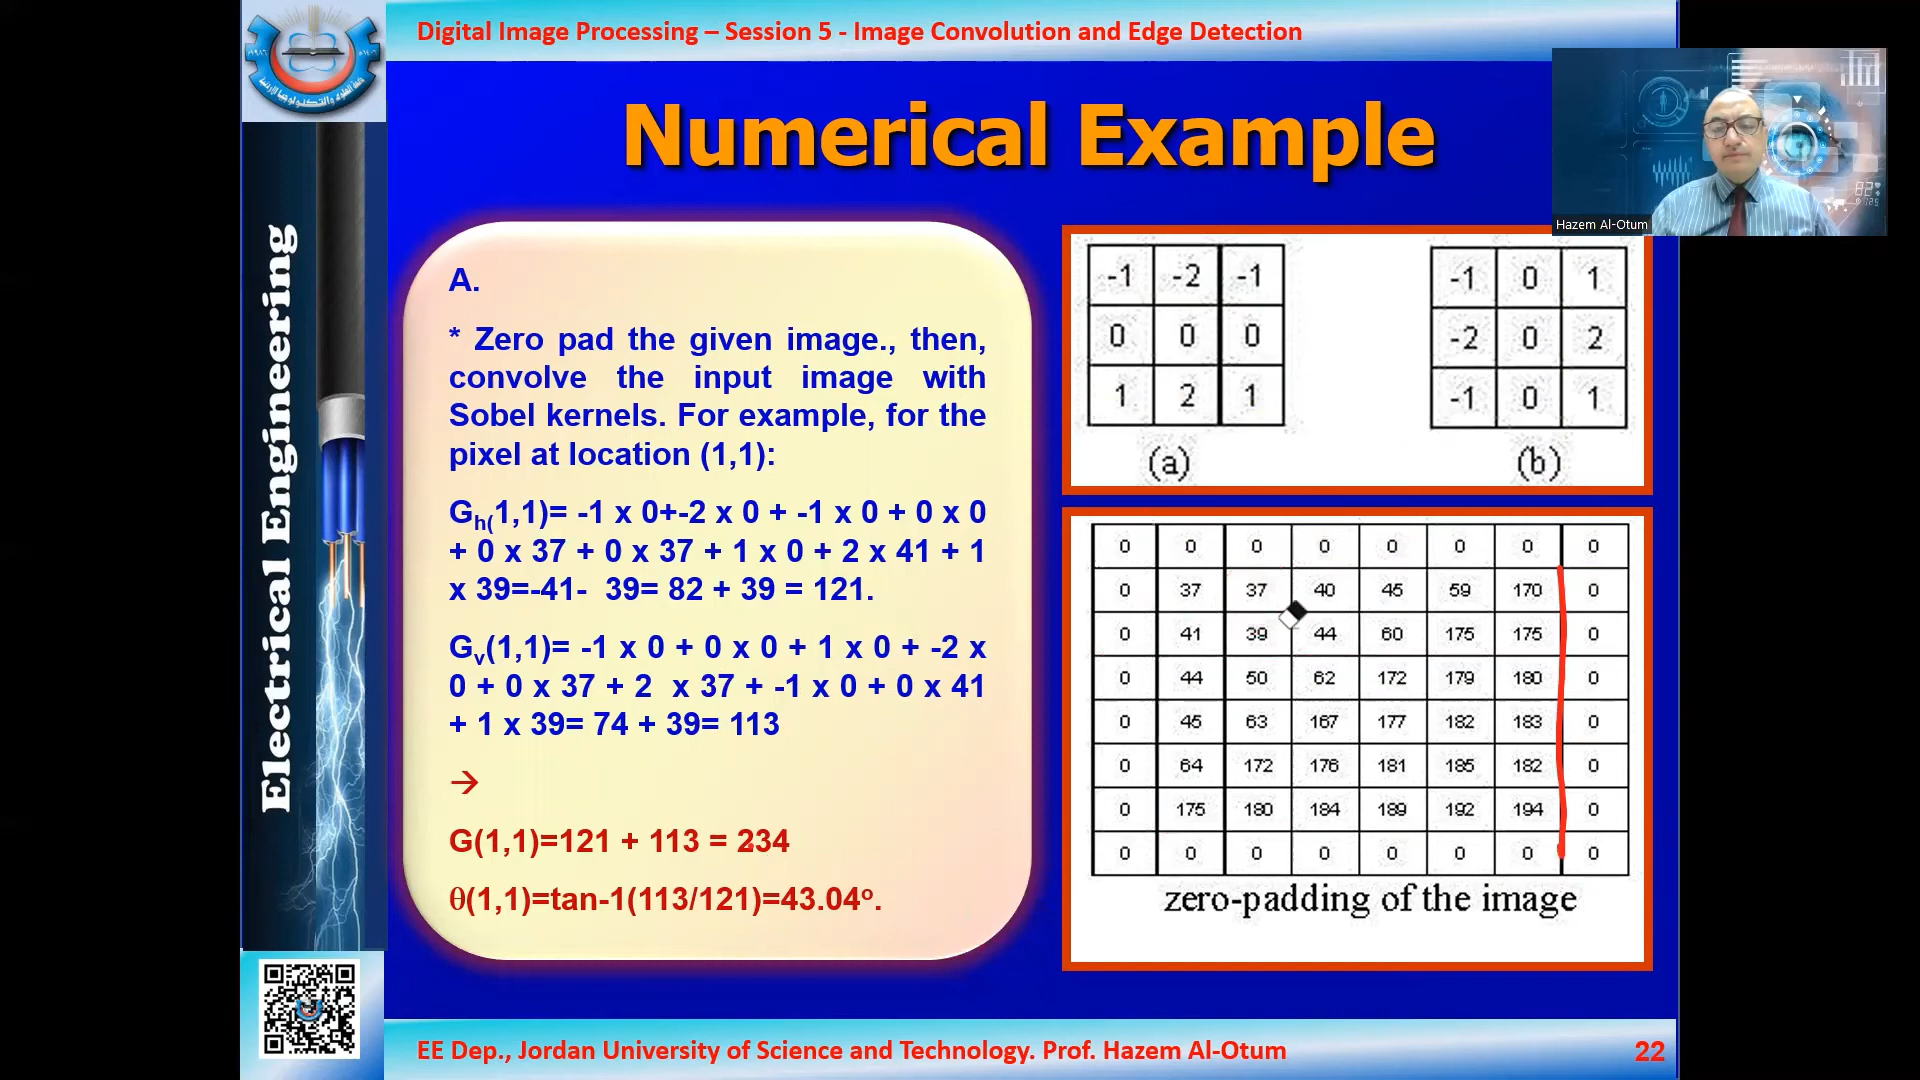 Digital Image Processing – Session 5 - Image Convolution and Edge Detection
Numerical Example
Hazem Al-Otum
Electrical Engineering
A.
* Zero pad the given image., then,
convolve the input image with
Sobel kernels. For example, for the
pixel at location (1,1):
Gh(1,1)= -1 x 0+-2 x 0 + -1 x 0 + 0 x 0
+ 0 x 37 + 0 x 37 + 1 x 0 + 2 x 41 + 1
x 39=-41- 39= 82 + 39 = 121.
Gv(1,1)= -1 x 0 + 0 x 0 + 1 x 0 + -2 x
0 + 0 x 37 + 2 x 37 + -1 x 0 + 0 x 41
+ 1 x 39= 74 + 39= 113
→
G(1,1)=121 + 113 = 234
θ(1,1)=tan-1(113/121)=43.04º.
-1 -2 -1
0 0 0
1 2 1
(a)
-1 0 1
-2 0 2
-1 0 1
(b)
0 0 0 0 0 0 0 0
0 37 37 40 45 59 170 0
0 41 39 44 60 175 175 0
0 44 50 62 172 179 180 0
0 45 63 167 177 182 183 0
0 64 172 176 181 185 182 0
0 175 180 184 189 192 194 0
0 0 0 0 0 0 0 0
zero-padding of the image
EE Dep., Jordan University of Science and Technology. Prof. Hazem Al-Otum
22